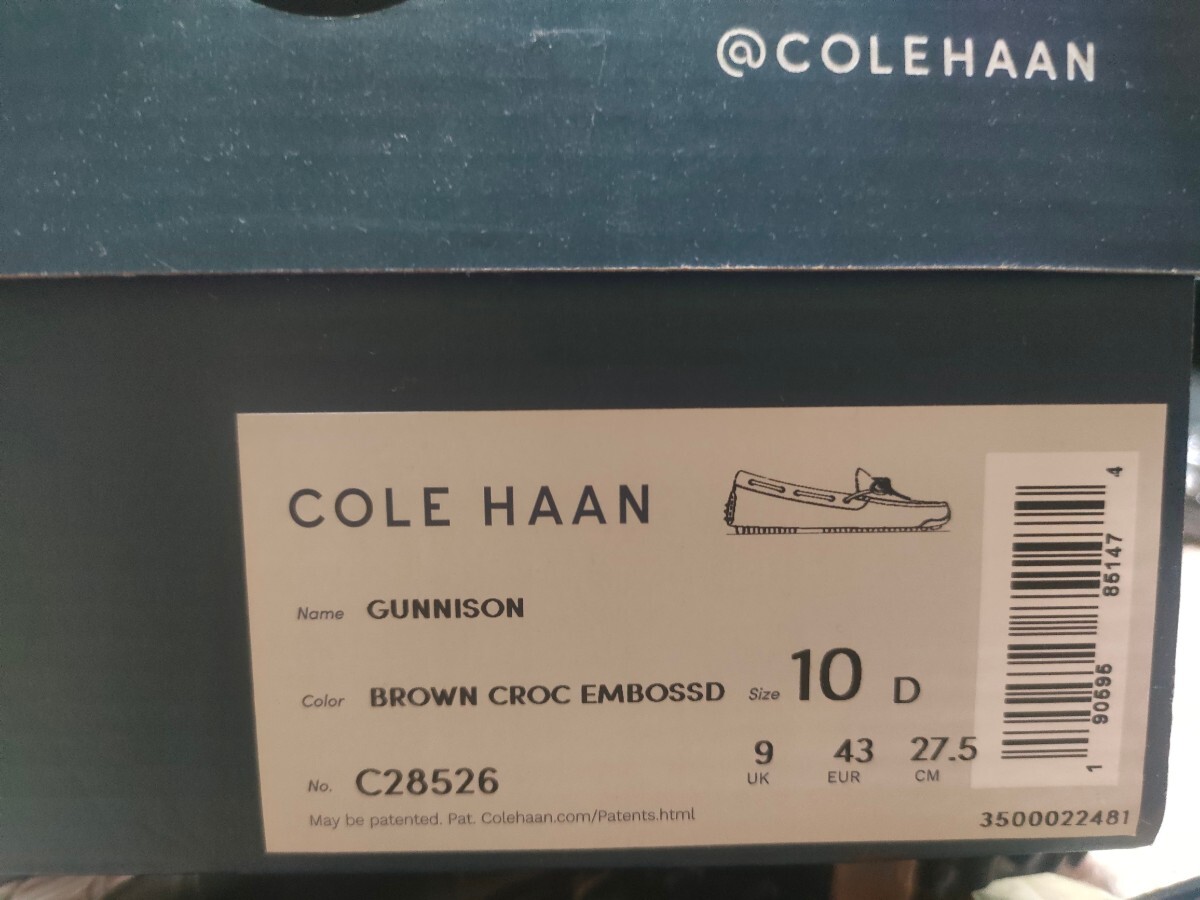 @COLEHAAN
COLE HAAN
Name GUNNISON
Color BROWN CROC EMBOSSD
Size 10 D
9 43 27.5
UK EUR CM
No. C28526
May be patented. Pat. Colehaan.com/Patents.html
3500022481
1 90595 85147 4